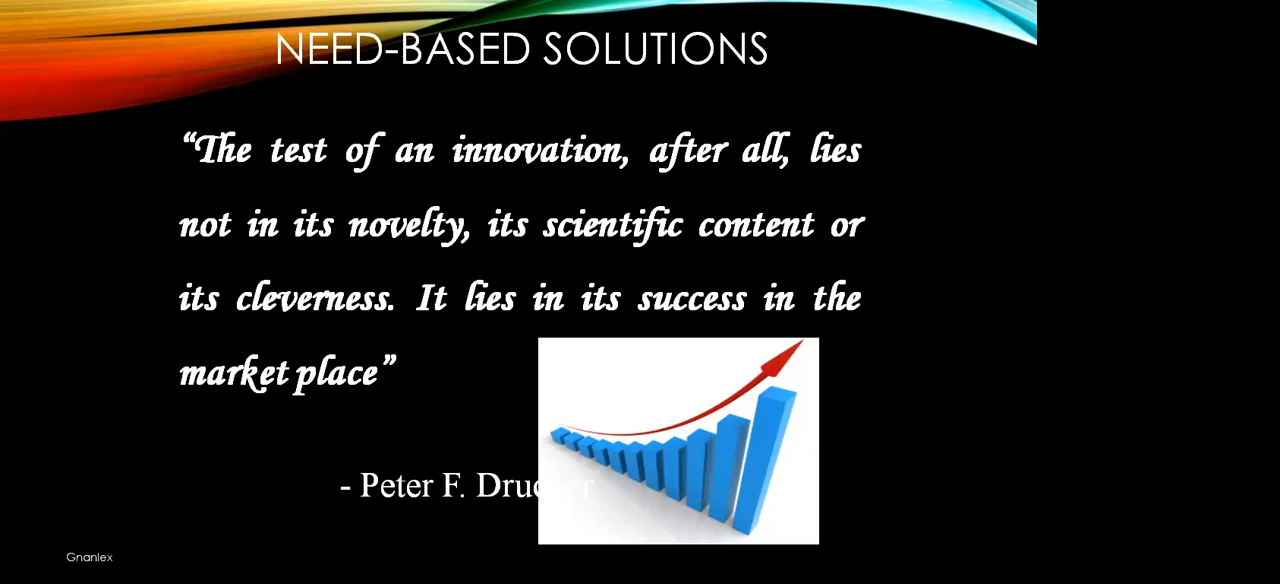 NEED-BASED SOLUTIONS
“The test of an innovation, after all, lies
not in its novelty, its scientific content or
its cleverness. It lies in its success in the
market place”
- Peter F. Drucker
Gnanlex